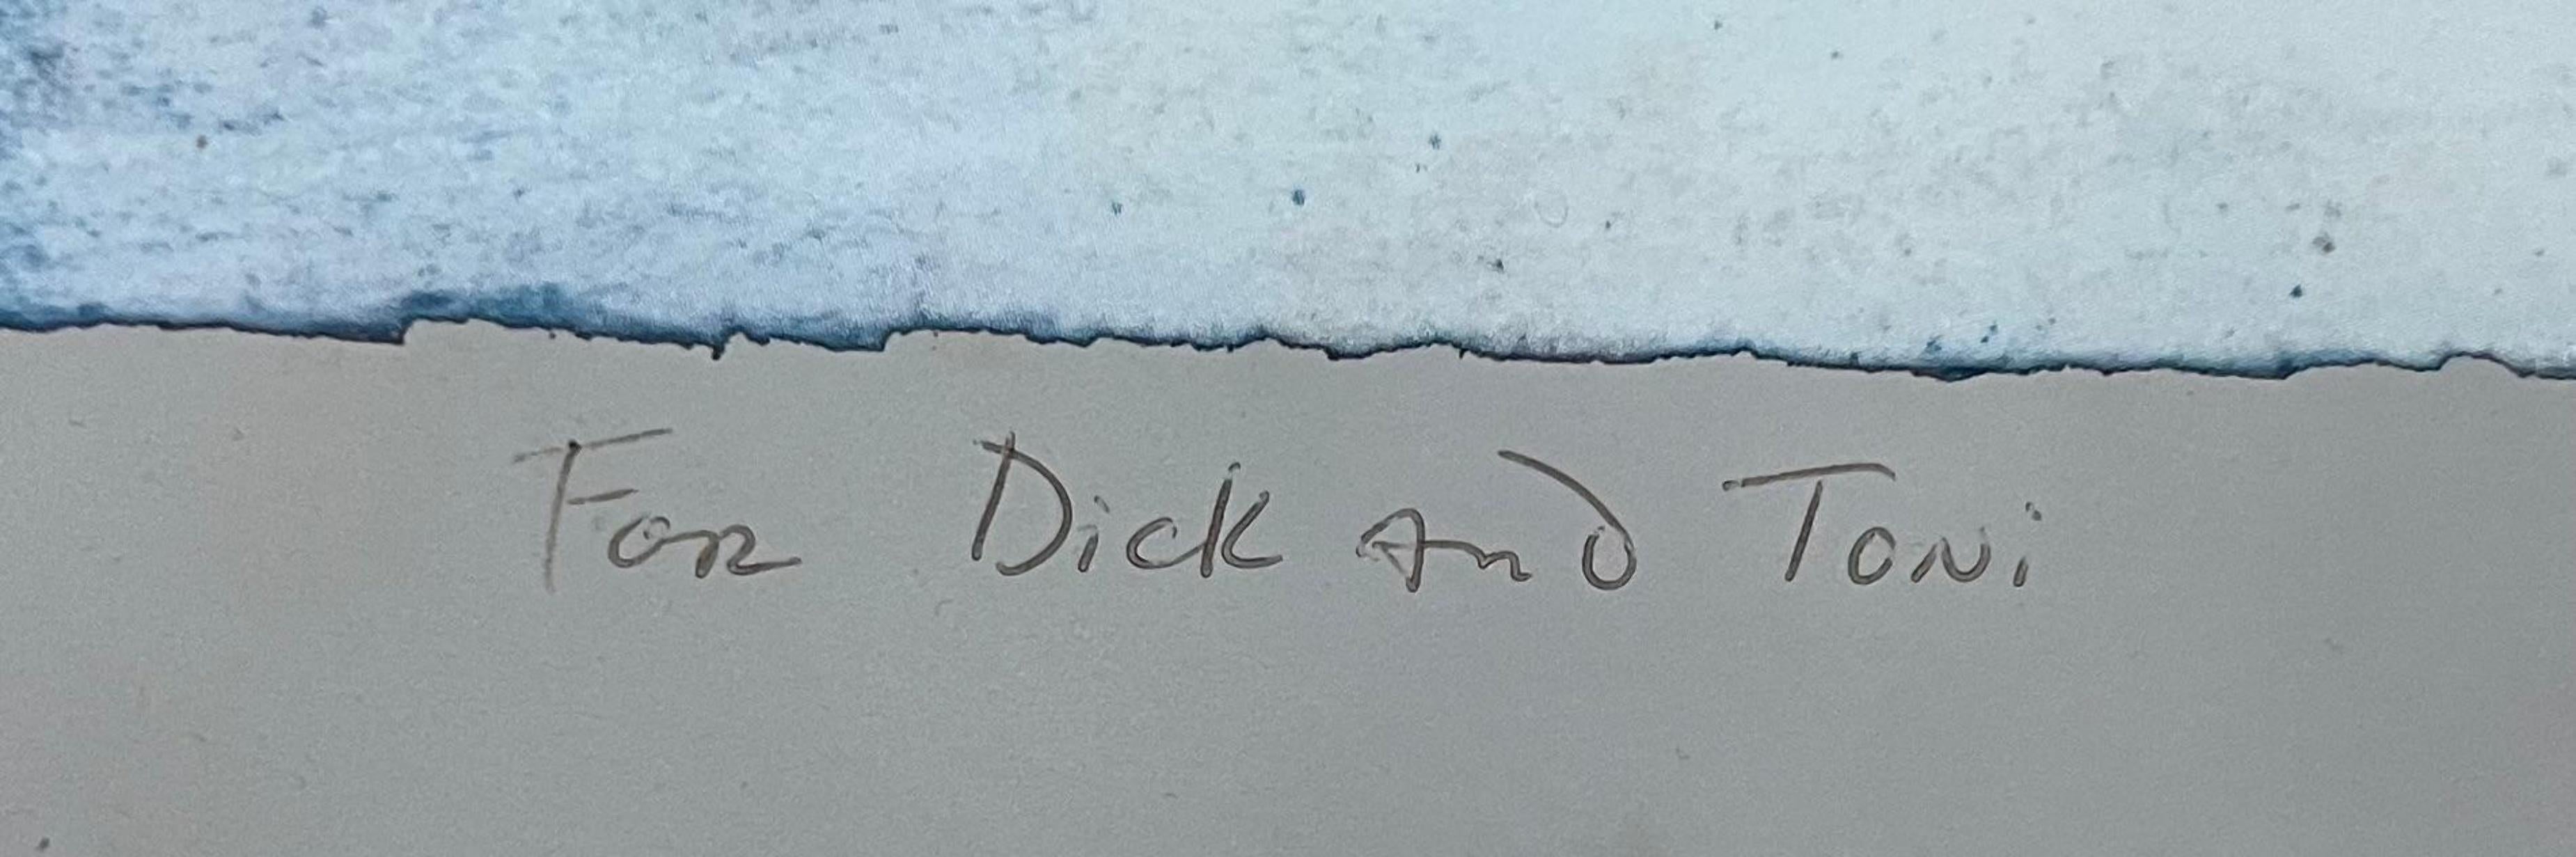 For Dick and Toni